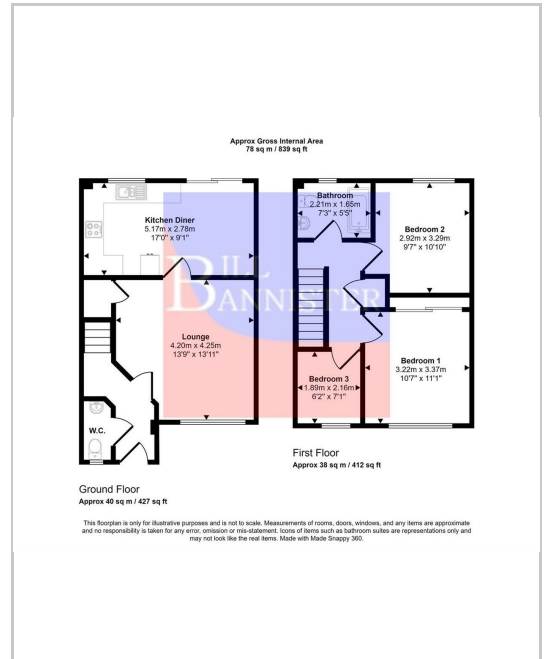 Approx Gross Internal Area
78 sq m / 839 sq ft
Kitchen Diner
5.17m x 2.78m
17'0" x 9'1"
Lounge
4.20m x 4.25m
13'9" x 13'11"
W.C.
Ground Floor
Approx 40 sq m / 427 sq ft
Bathroom
2.21m x 1.65m
7'3" x 5'5"
Bedroom 2
2.92m x 3.29m
9'7" x 10'10"
Bedroom 1
3.22m x 3.37m
10'7" x 11'1"
Bedroom 3
1.89m x 2.16m
6'2" x 7'1"
First Floor
Approx 38 sq m / 412 sq ft
BILL
BANNISTER
This floorplan is only for illustrative purposes and is not to scale. Measurements of rooms, doors, windows, and any items are approximate
and no responsibility is taken for any error, omission or mis-statement. Icons of items such as bathroom suites are representations only and
may not look like the real items. Made with Made Snappy 360.